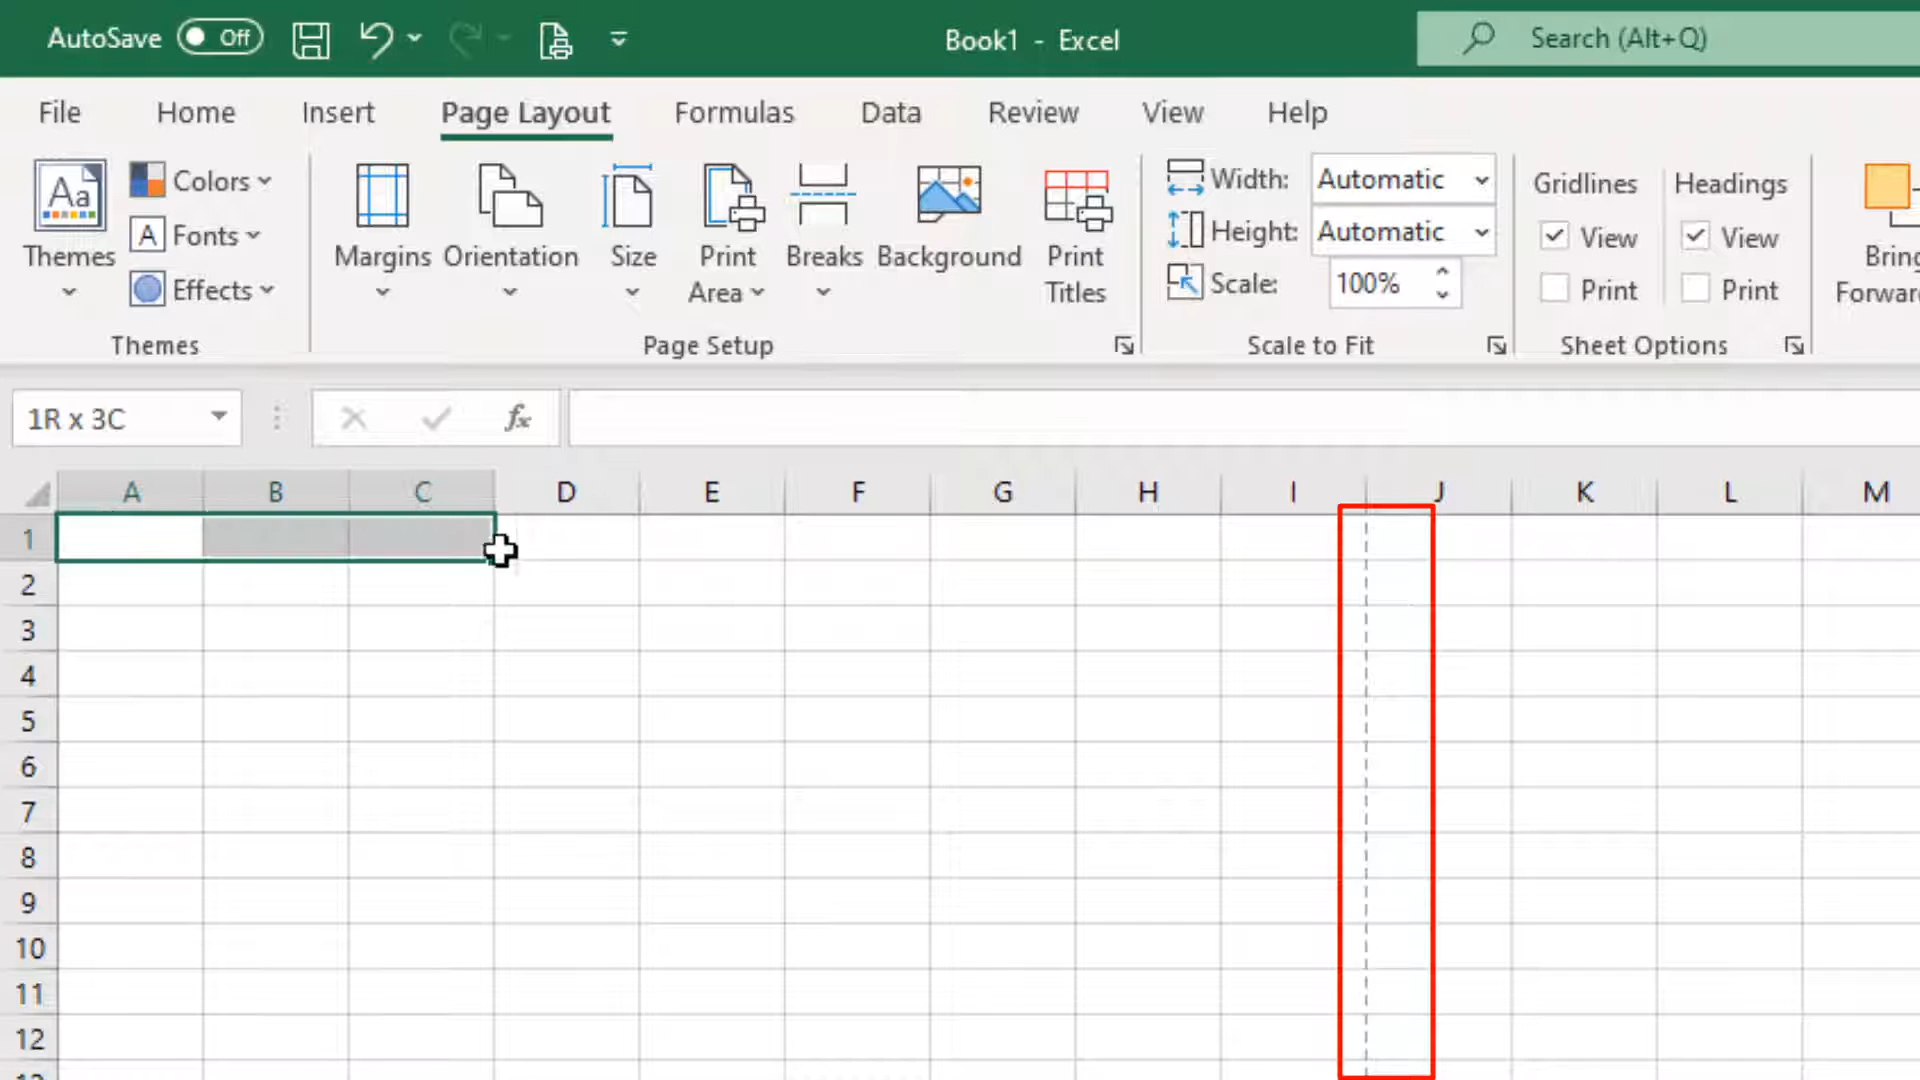 AutoSave Off Book1 - Excel Search (Alt+Q)
File Home Insert Page Layout Formulas Data Review View Help
Aa Themes
Colors
A Fonts
Effects
Themes
Margins Orientation Size Print Area Breaks Background Print Titles
Page Setup
Width: Automatic
Height: Automatic
Scale: 100%
Scale to Fit
Gridlines Headings
View View
Print Print
Sheet Options
Bring
Forward
1R x 3C fx
A B C D E F G H I J K L M
1
2
3
4
5
6
7
8
9
10
11
12